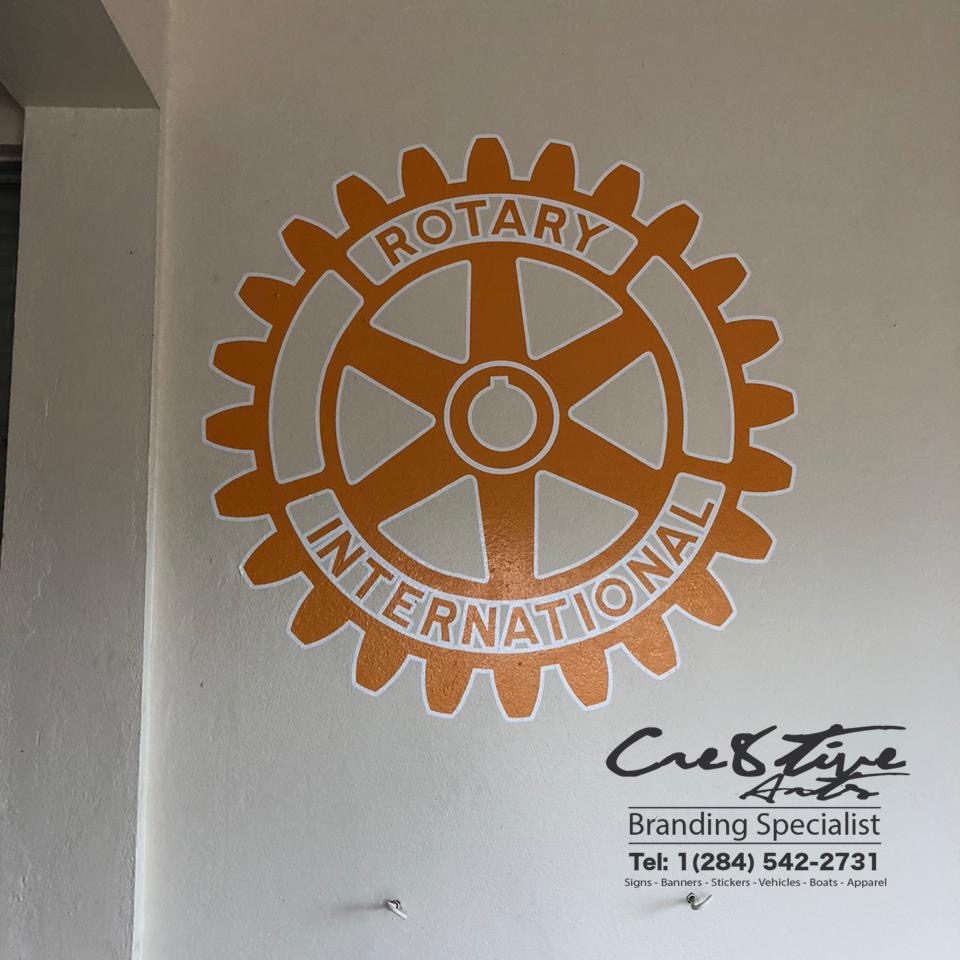 ROTARY
INTERNATIONAL
Cre8tive
Arts
Branding Specialist
Tel: 1(284) 542-2731
Signs - Banners - Stickers - Vehicles - Boats - Apparel